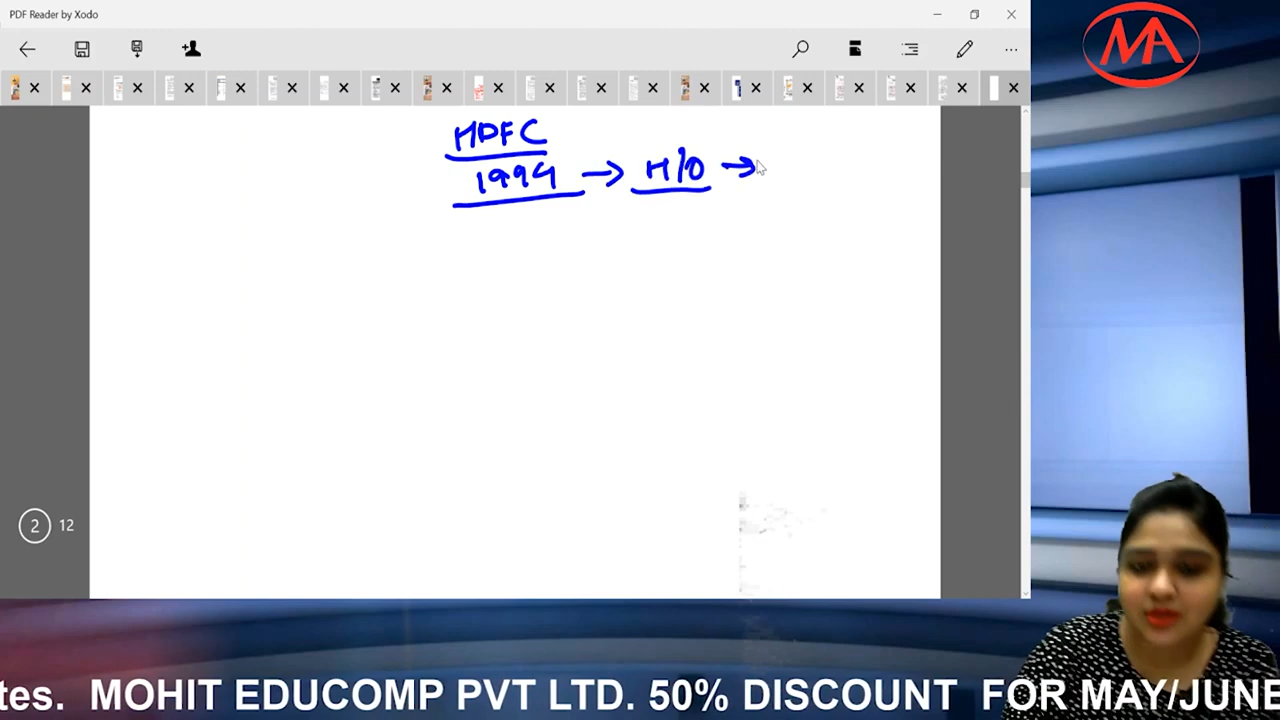 PDF Reader by Xodo
MA
HDFC
1994 → H/O →
2 12
tes. MOHIT EDUCOMP PVT LTD. 50% DISCOUNT FOR MAY/JUNE